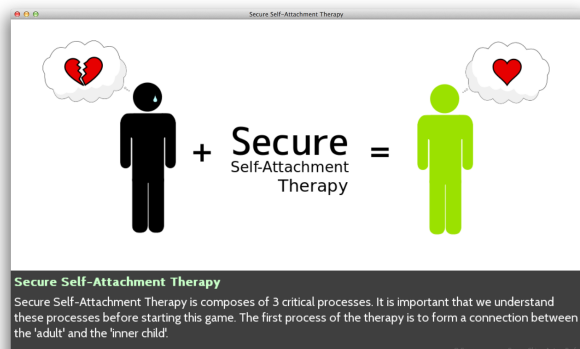 Secure Self-Attachment Therapy
+ Secure =
Self-Attachment
Therapy
Secure Self-Attachment Therapy
Secure Self-Attachment Therapy is composes of 3 critical processes. It is important that we understand
these processes before starting this game. The first process of the therapy is to form a connection between
the 'adult' and the 'inner child'.